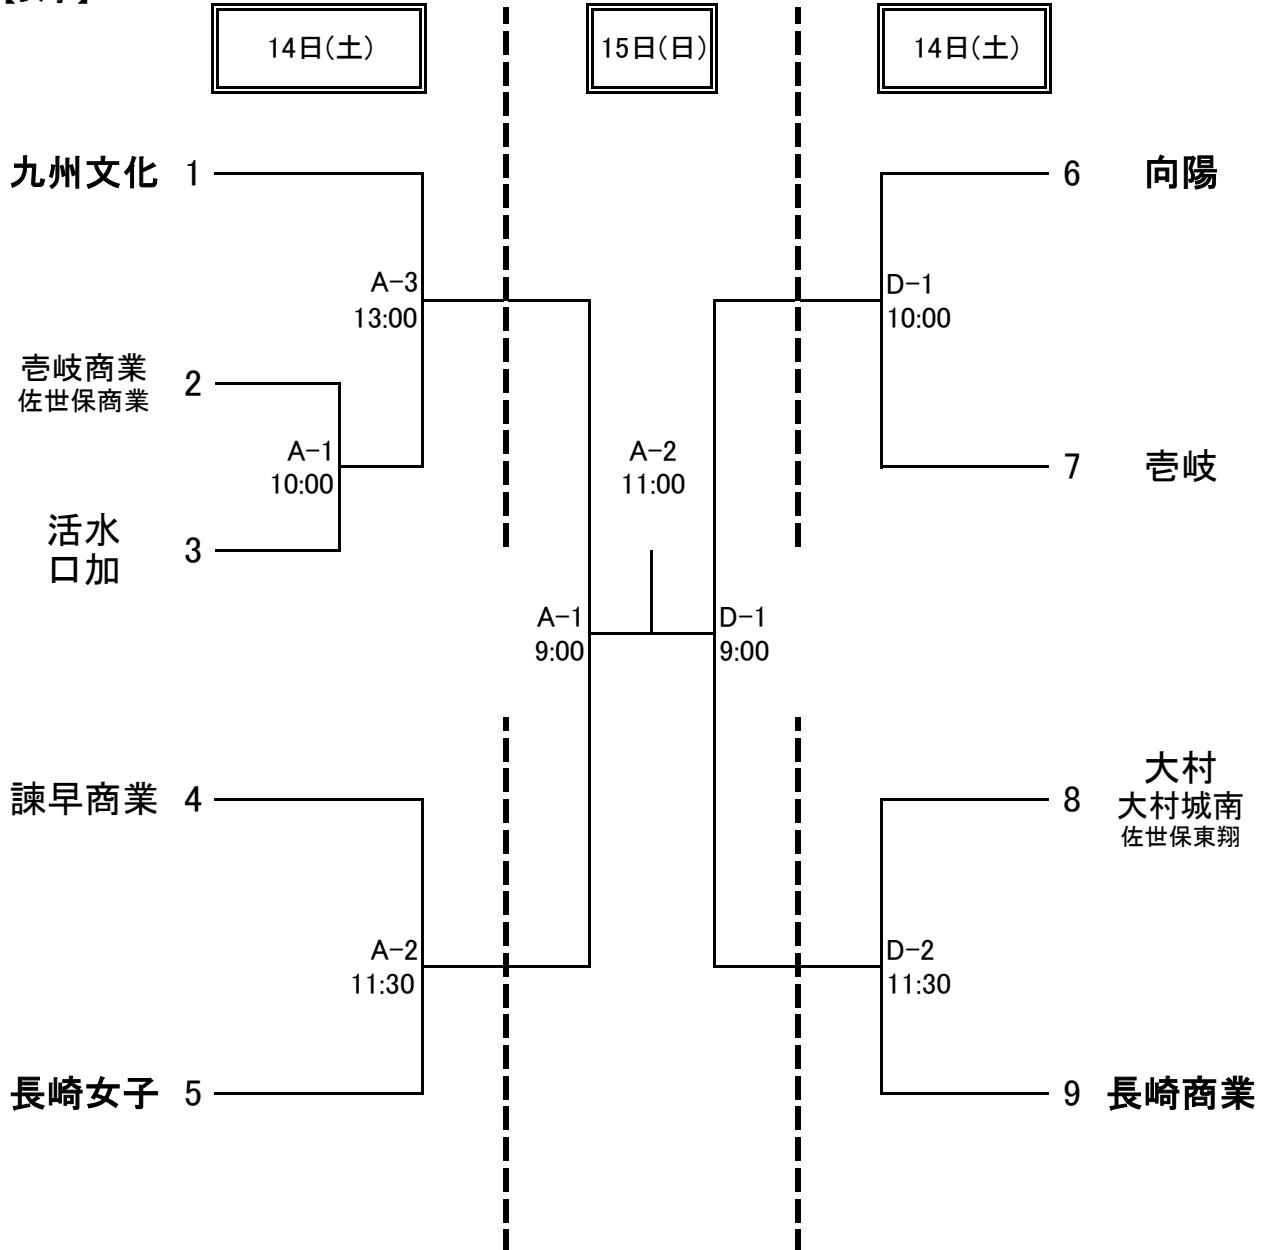 14日(土)
15日(日)
14日(土)
九州文化 1
A-3
13:00
壱岐商業
佐世保商業
2
A-1
10:00
活水
口加
3
諫早商業 4
A-2
11:30
長崎女子 5
A-1
9:00
A-2
11:00
D-1
9:00
6 向陽
D-1
10:00
7 壱岐
8
大村
大村城南
佐世保東翔
D-2
11:30
9 長崎商業